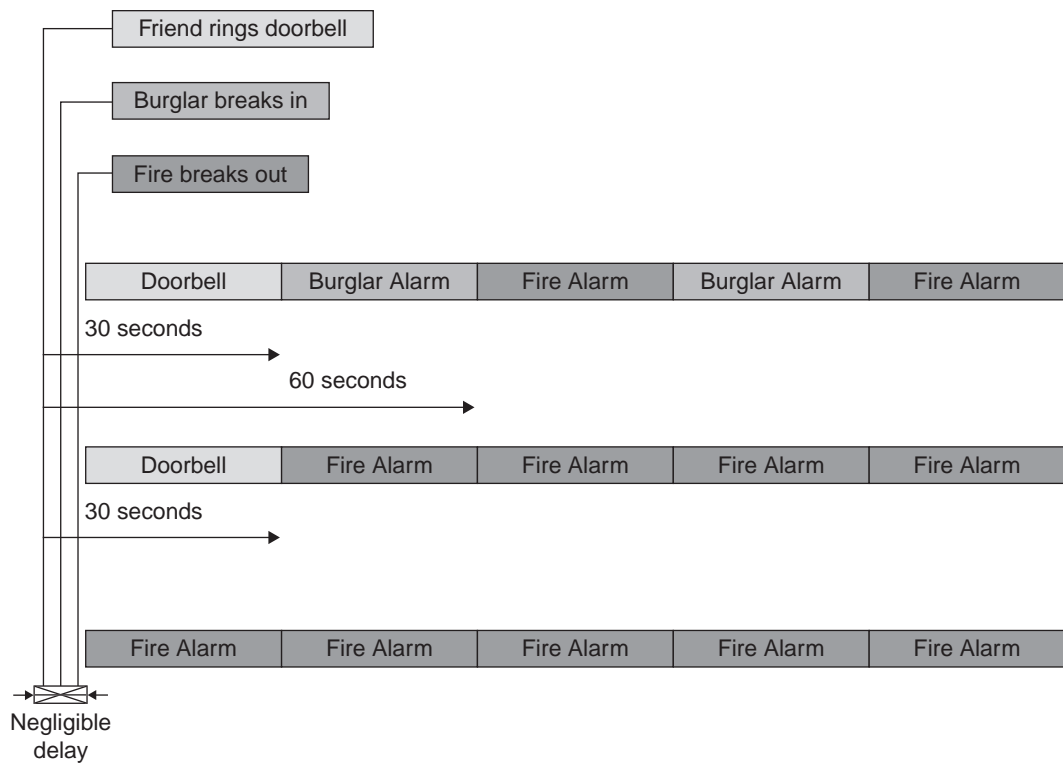 Friend rings doorbell
Burglar breaks in
Fire breaks out
Doorbell Burglar Alarm Fire Alarm Burglar Alarm Fire Alarm
30 seconds
60 seconds
Doorbell Fire Alarm Fire Alarm Fire Alarm Fire Alarm
30 seconds
Fire Alarm Fire Alarm Fire Alarm Fire Alarm Fire Alarm
Negligible
delay